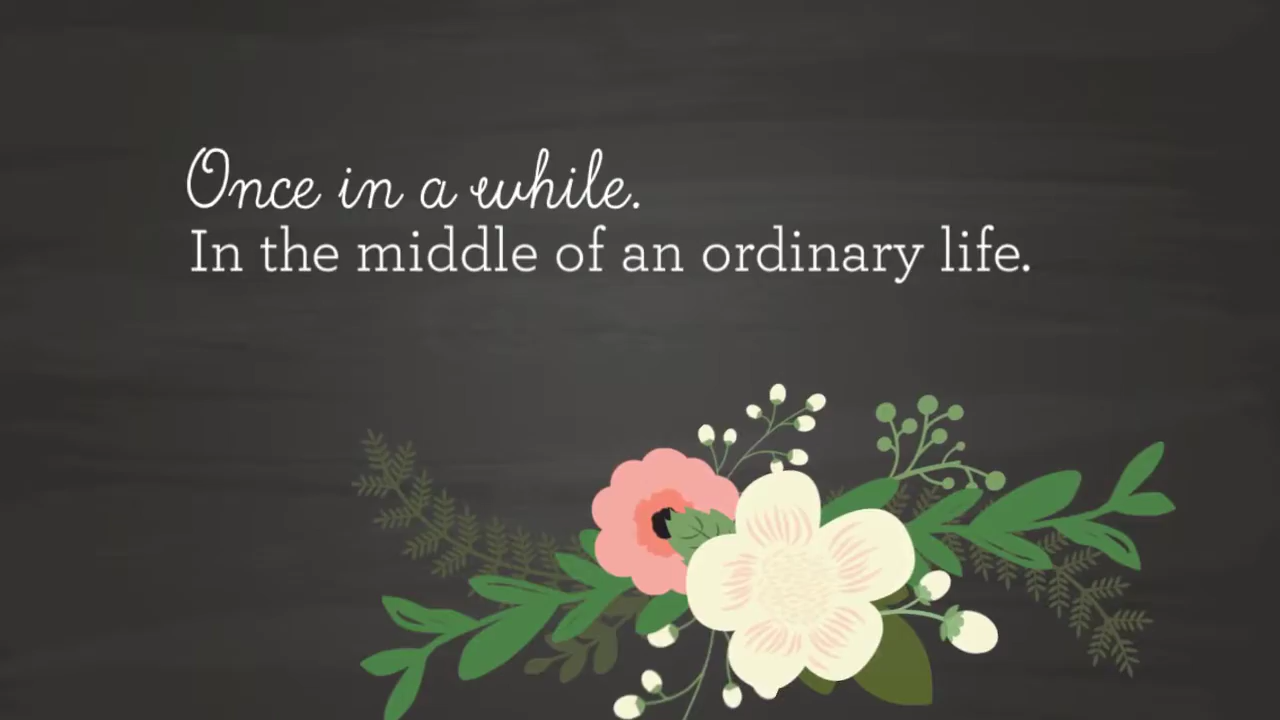 Once in a while.
In the middle of an ordinary life.